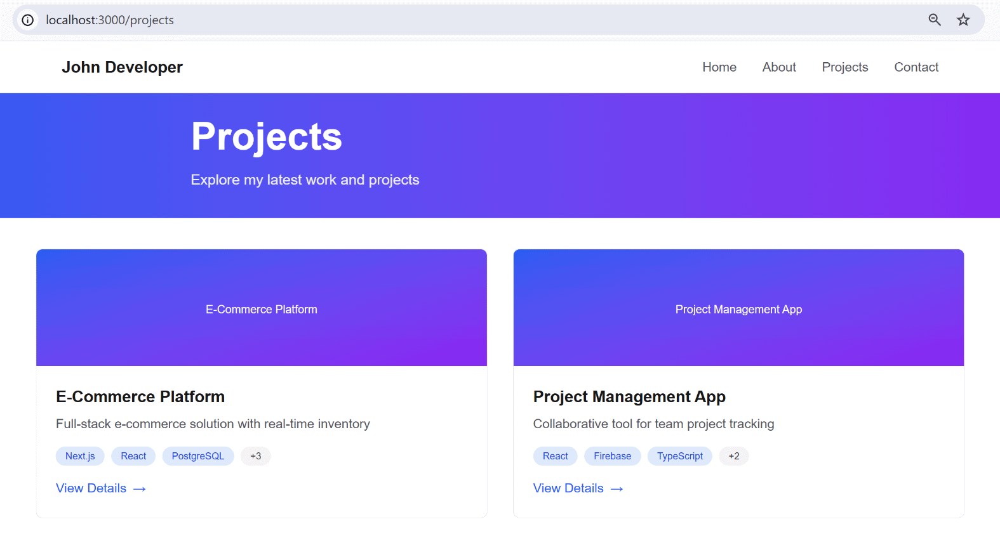 localhost:3000/projects
John Developer
Home About Projects Contact
Projects
Explore my latest work and projects
E-Commerce Platform
E-Commerce Platform
Full-stack e-commerce solution with real-time inventory
Next.js React PostgreSQL +3
View Details →
Project Management App
Project Management App
Collaborative tool for team project tracking
React Firebase TypeScript +2
View Details →